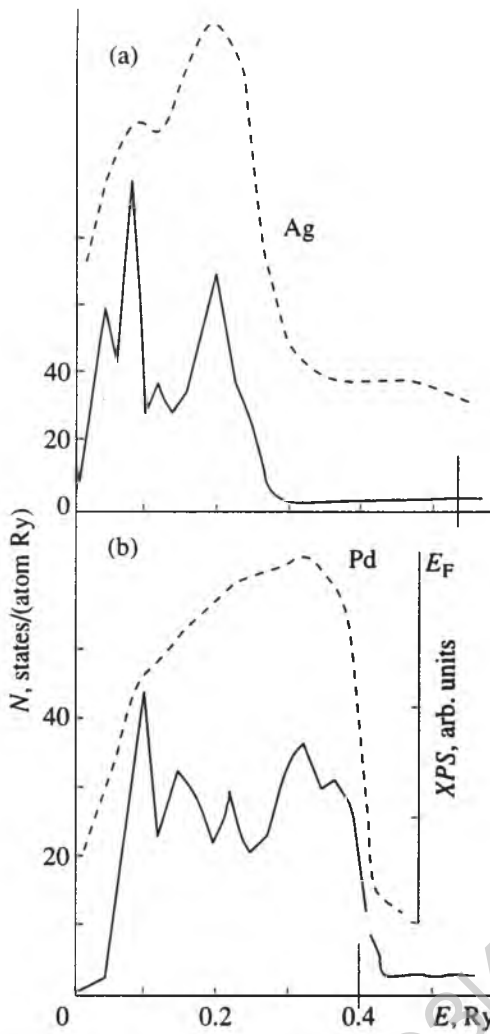 (a)
Ag
40
20
0
N, states/(atom Ry)
(b)
Pd
E_F
XPS, arb. units
40
20
0
0.2
0.4
E, Ry